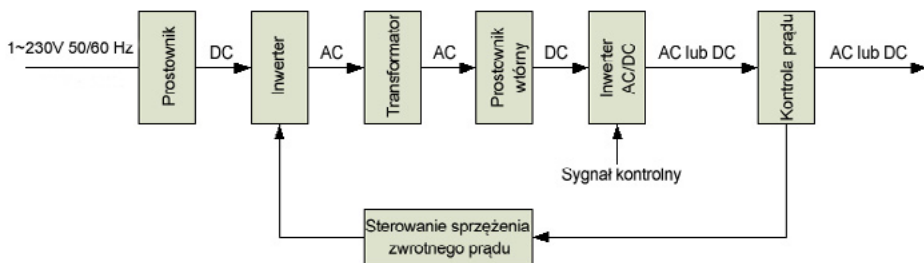 1~230V 50/60 Hz
Prostownik
DC
Inwerter
AC
Transformator
AC
Prostownik
wtórny
DC
Inwerter
AC/DC
AC lub DC
Kontrola prądu
AC lub DC
Sygnał kontrolny
Sterowanie sprzężenia
zwrotnego prądu